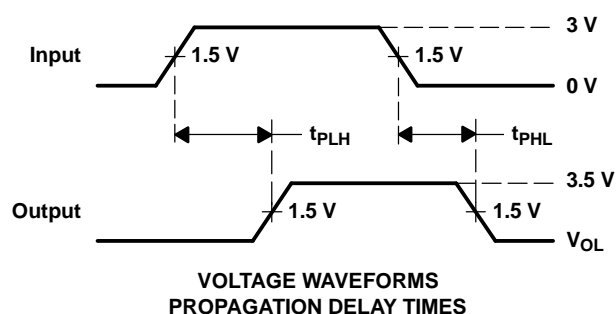 3 V
Input
1.5 V
1.5 V
0 V
tPLH
tPHL
3.5 V
Output
1.5 V
1.5 V
VOL
VOLTAGE WAVEFORMS
PROPAGATION DELAY TIMES